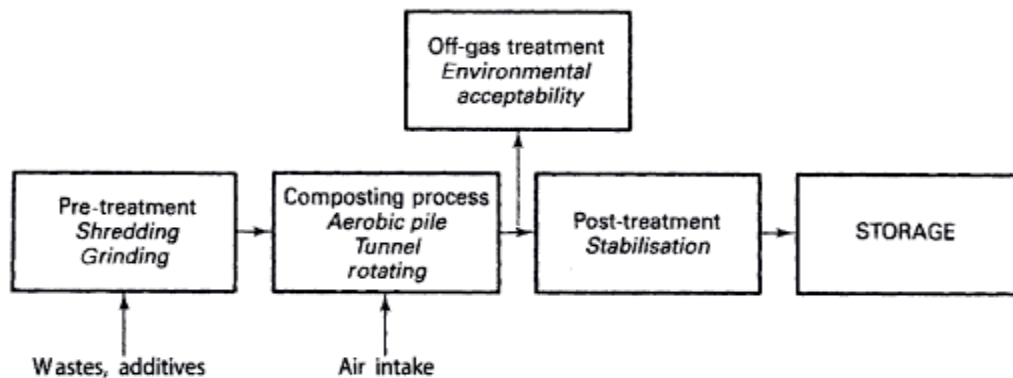 Off-gas treatment
Environmental
acceptability
Pre-treatment
Shredding
Grinding
Composting process
Aerobic pile
Tunnel
rotating
Post-treatment
Stabilisation
STORAGE
Wastes, additives
Air intake